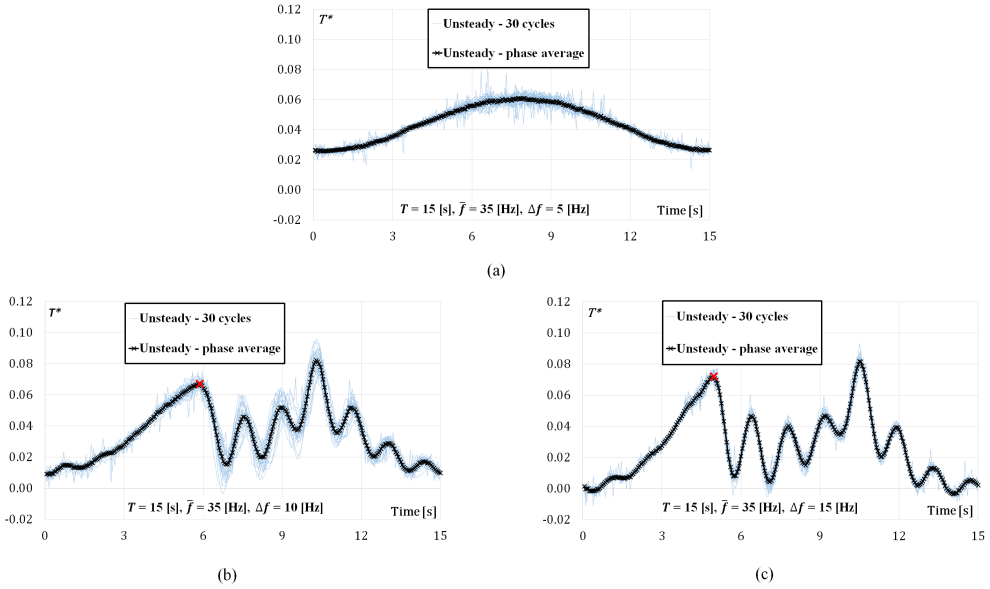 0.12
T*
0.10
0.08
0.06
0.04
0.02
0.00
-0.02
Unsteady - 30 cycles
Unsteady - phase average
T = 15 [s], f̅ = 35 [Hz], Δf = 5 [Hz]
Time [s]
0 3 6 9 12 15
(a)
0.12
T*
0.10
0.08
0.06
0.04
0.02
0.00
-0.02
Unsteady - 30 cycles
Unsteady - phase average
T = 15 [s], f̅ = 35 [Hz], Δf = 10 [Hz]
Time [s]
0 3 6 9 12 15
(b)
0.12
T*
0.10
0.08
0.06
0.04
0.02
0.00
-0.02
Unsteady - 30 cycles
Unsteady - phase average
T = 15 [s], f̅ = 35 [Hz], Δf = 15 [Hz]
Time [s]
0 3 6 9 12 15
(c)